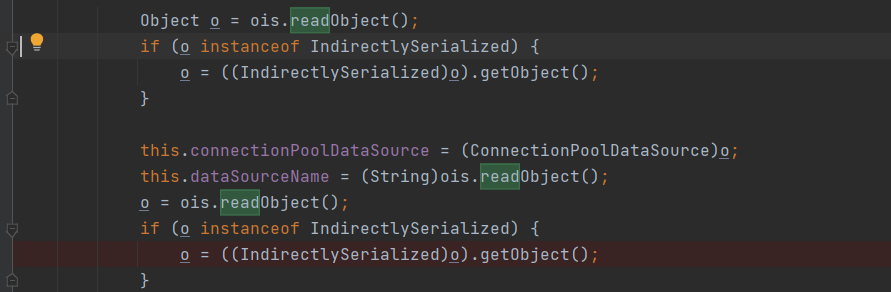 Object o = ois.readObject();
if (o instanceof IndirectlySerialized) {
    o = ((IndirectlySerialized)o).getObject();
}

this.connectionPoolDataSource = (ConnectionPoolDataSource)o;
this.dataSourceName = (String)ois.readObject();
o = ois.readObject();
if (o instanceof IndirectlySerialized) {
    o = ((IndirectlySerialized)o).getObject();
}